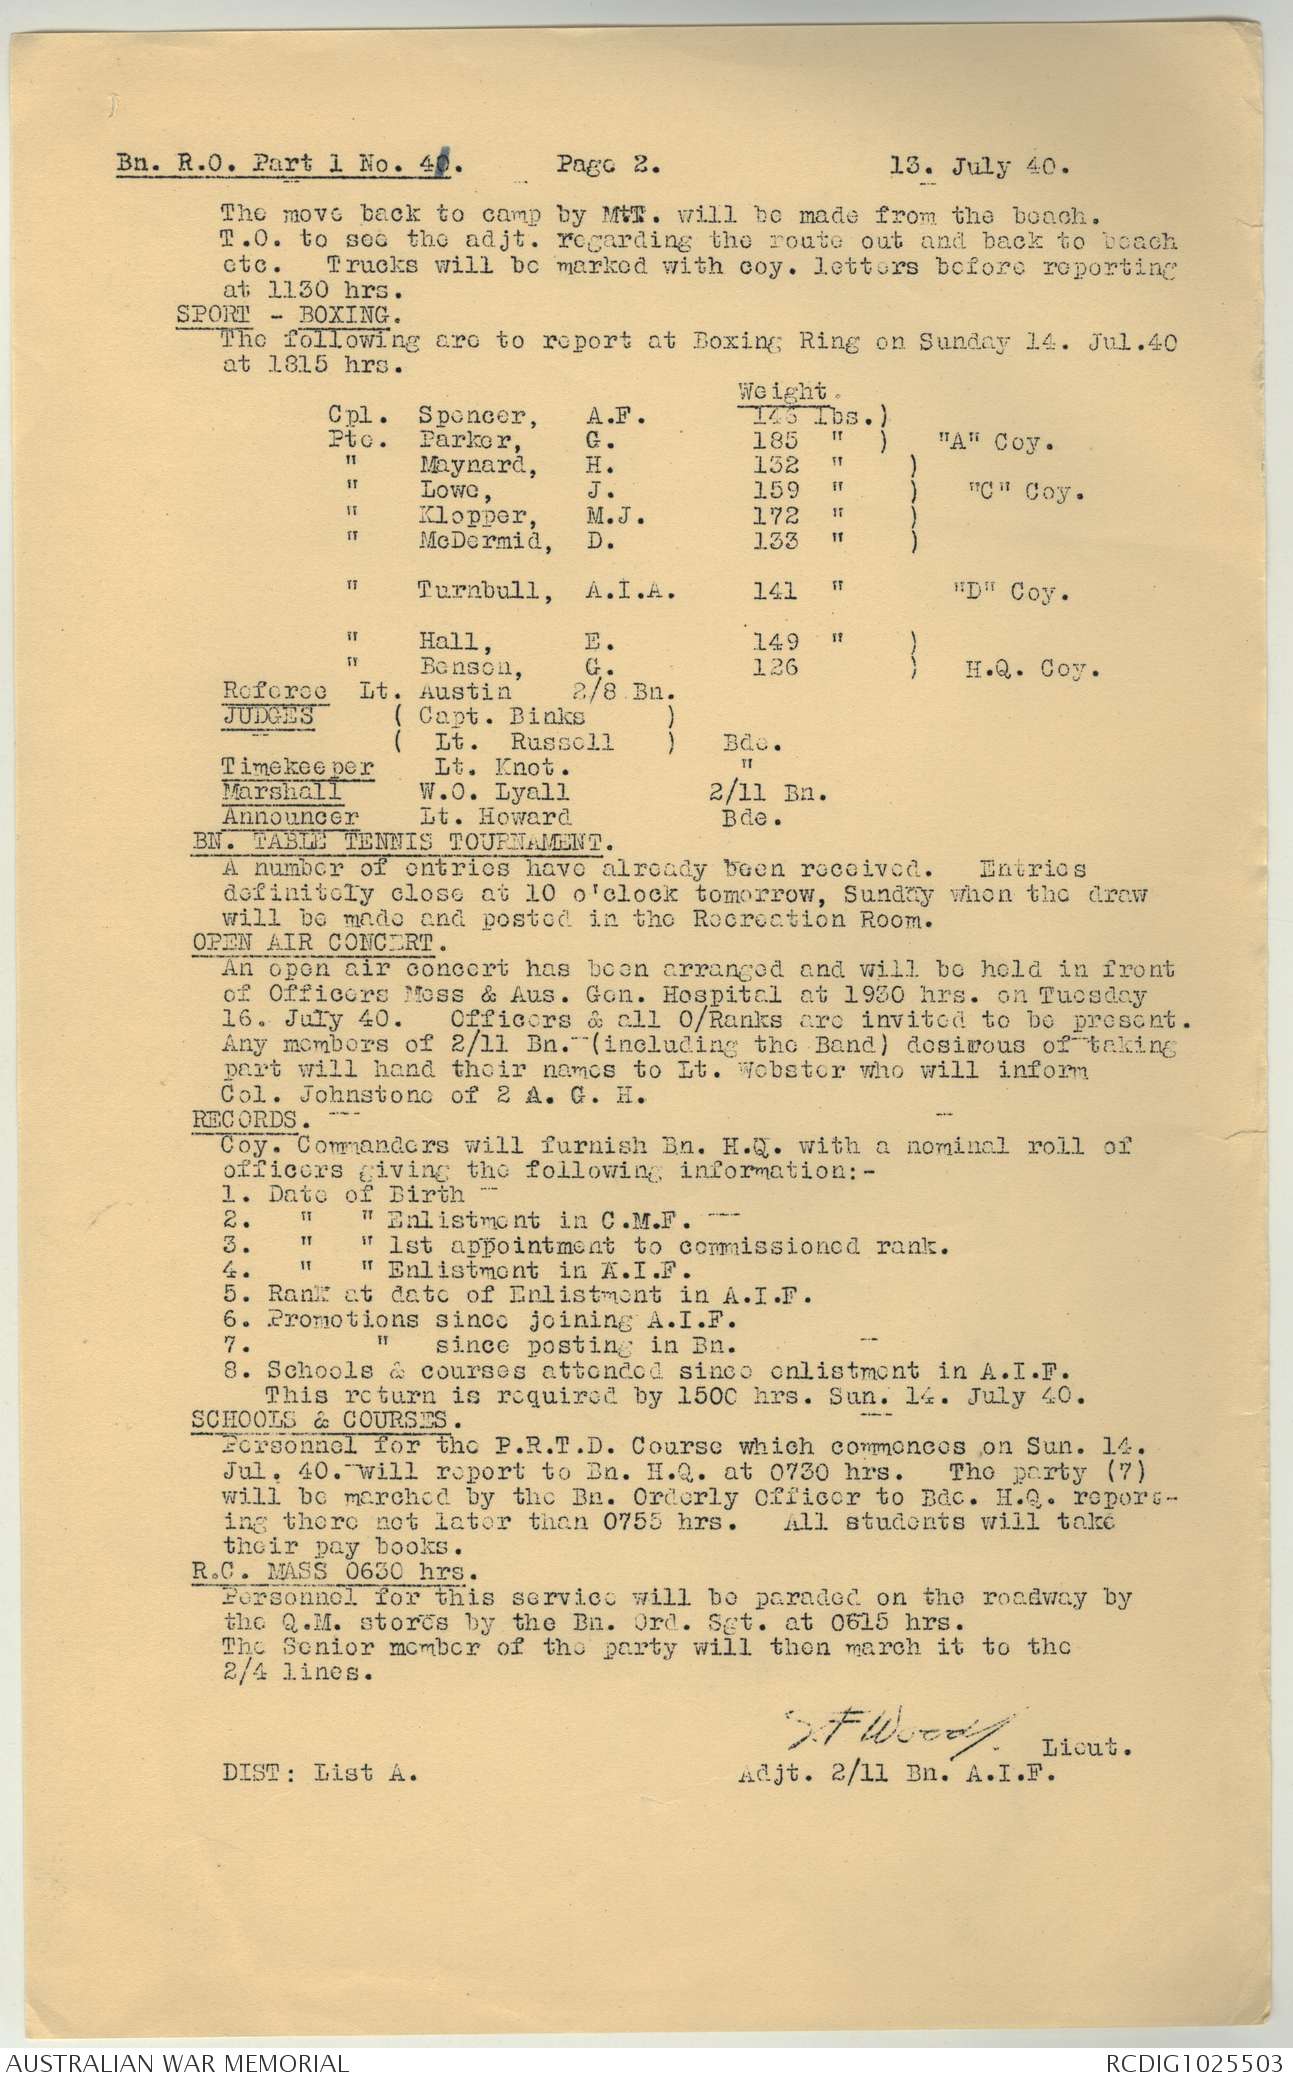 Bn. R.O. Part 1 No. 41. Page 2. 13. July 40.
The move back to camp by MtT. will be made from the beach.
T.O. to see the adjt. regarding the route out and back to beach
etc. Trucks will be marked with coy. letters before reporting
at 1130 hrs.
SPORT - BOXING.
The following are to report at Boxing Ring on Sunday 14. Jul.40
at 1815 hrs.
Weight.
Cpl. Spencer, A.F. 146 lbs.)
Pte. Parker, G. 185 " ) "A" Coy.
" Maynard, H. 132 " )
" Lowe, J. 159 " ) "C" Coy.
" Klopper, M.J. 172 " )
" McDermid, D. 133 " )
" Turnbull, A.I.A. 141 " "D" Coy.
" Hall, E. 149 " )
" Benson, G. 126 ) H.Q. Coy.
Referee Lt. Austin 2/8 Bn.
JUDGES ( Capt. Binks )
( Lt. Russell ) Bde.
Timekeeper Lt. Knot. "
Marshall W.O. Lyall 2/11 Bn.
Announcer Lt. Howard Bde.
BN. TABLE TENNIS TOURNAMENT.
A number of entries have already been received. Entries
definitely close at 10 o'clock tomorrow, Sunday when the draw
will be made and posted in the Recreation Room.
OPEN AIR CONCERT.
An open air concert has been arranged and will be held in front
of Officers Mess & Aus. Gen. Hospital at 1930 hrs. on Tuesday
16. July 40. Officers & all O/Ranks are invited to be present.
Any members of 2/11 Bn. (including the Band) desirous of taking
part will hand their names to Lt. Webster who will inform
Col. Johnstone of 2 A. G. H.
RECORDS.
Coy. Commanders will furnish Bn. H.Q. with a nominal roll of
officers giving the following information:-
1. Date of Birth
2. " " Enlistment in C.M.F.
3. " " 1st appointment to commissioned rank.
4. " " Enlistment in A.I.F.
5. Rank at date of Enlistment in A.I.F.
6. Promotions since joining A.I.F.
7. " since posting in Bn.
8. Schools & courses attended since enlistment in A.I.F.
This return is required by 1500 hrs. Sun. 14. July 40.
SCHOOLS & COURSES.
Personnel for the P.R.T.D. Course which commences on Sun. 14.
Jul. 40. will report to Bn. H.Q. at 0730 hrs. The party (7)
will be marched by the Bn. Orderly Officer to Bde. H.Q. report-
ing there not later than 0755 hrs. All students will take
their pay books.
R.C. MASS 0630 hrs.
Personnel for this service will be paraded on the roadway by
the Q.M. stores by the Bn. Ord. Sgt. at 0615 hrs.
The Senior member of the party will then march it to the
2/4 lines.
Lieut.
DIST: List A. Adjt. 2/11 Bn. A.I.F.
AUSTRALIAN WAR MEMORIAL RCDIG1025503